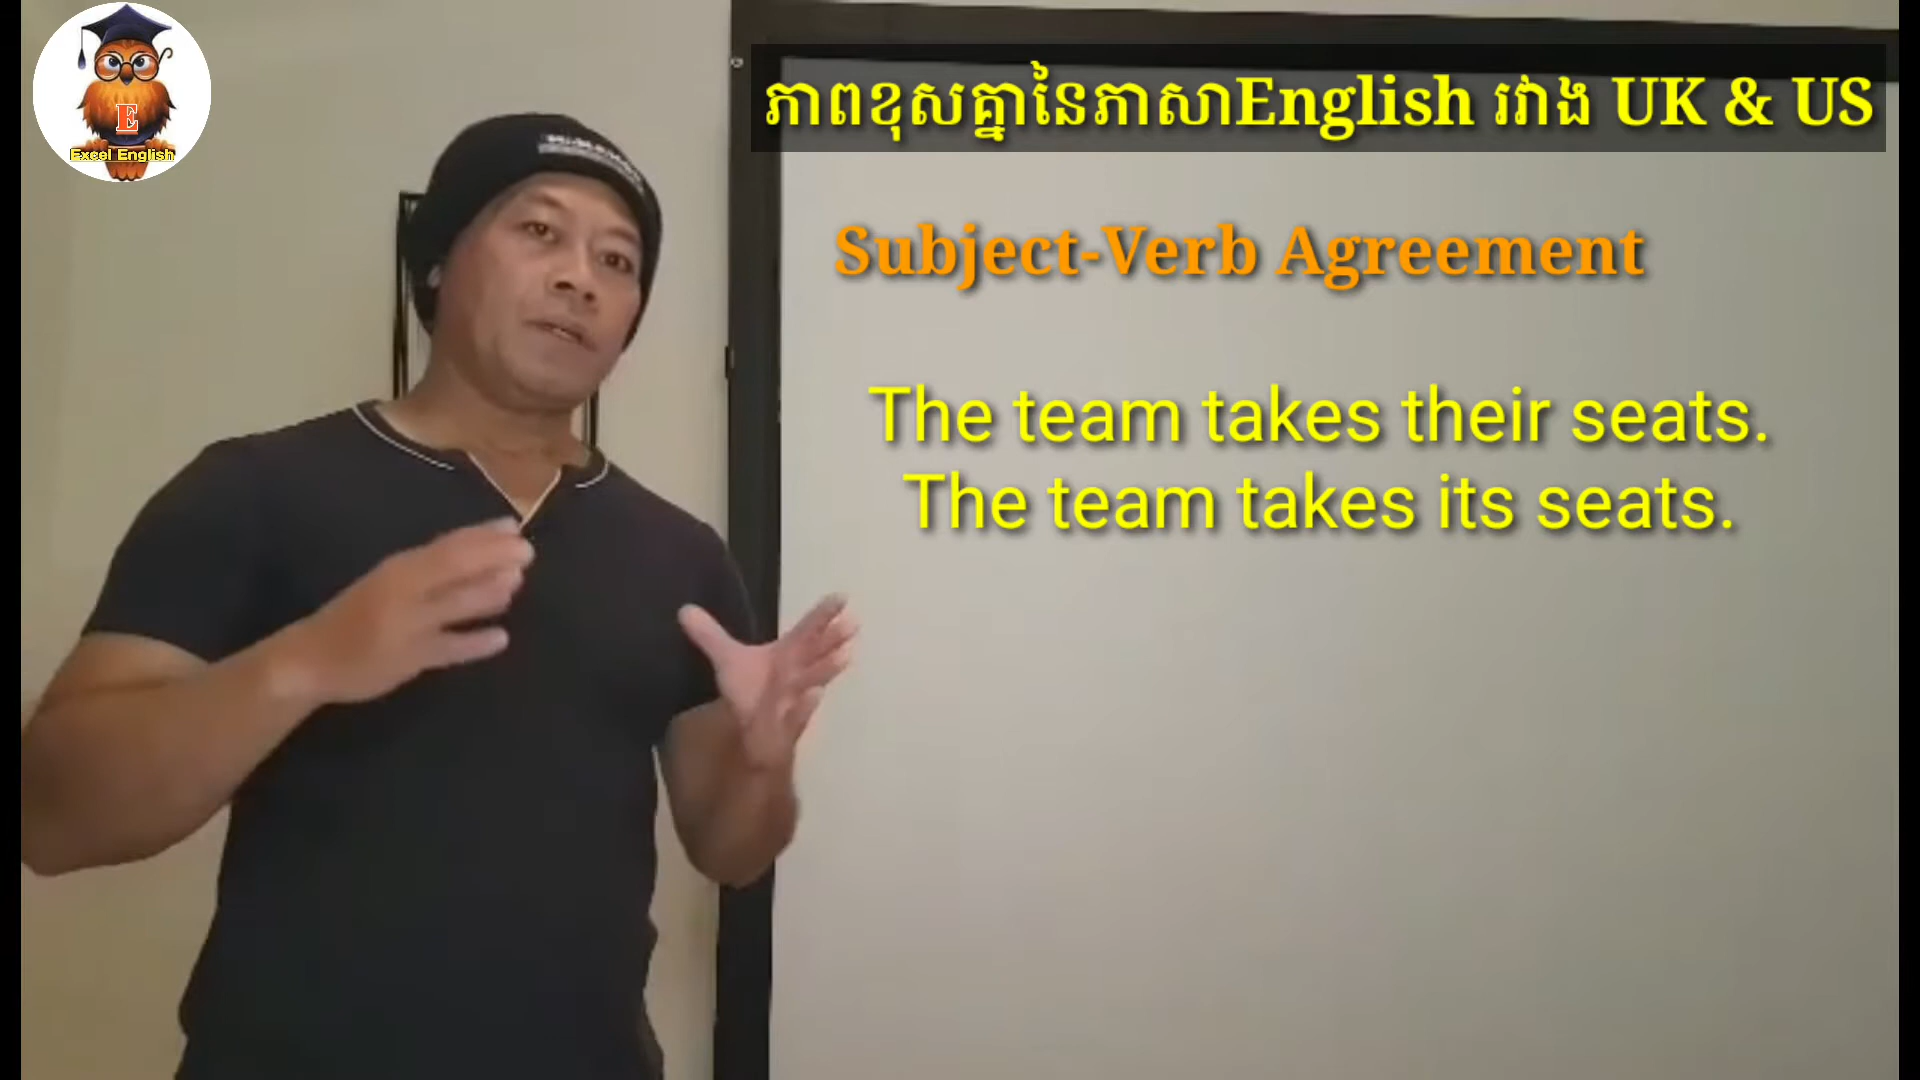 E
Excel English
ភាពខុសគ្នានៃភាសាEnglish រវាង UK & US
Subject-Verb Agreement
The team takes their seats.
The team takes its seats.